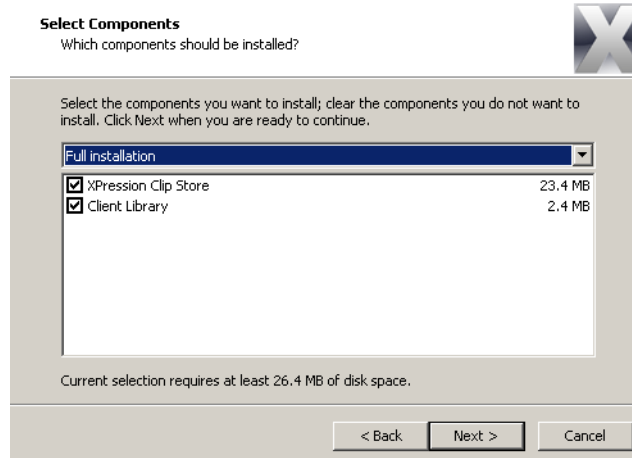 Select Components
Which components should be installed?
Select the components you want to install; clear the components you do not want to
install. Click Next when you are ready to continue.
Full installation
XPression Clip Store 23.4 MB
Client Library 2.4 MB
Current selection requires at least 26.4 MB of disk space.
< Back Next > Cancel